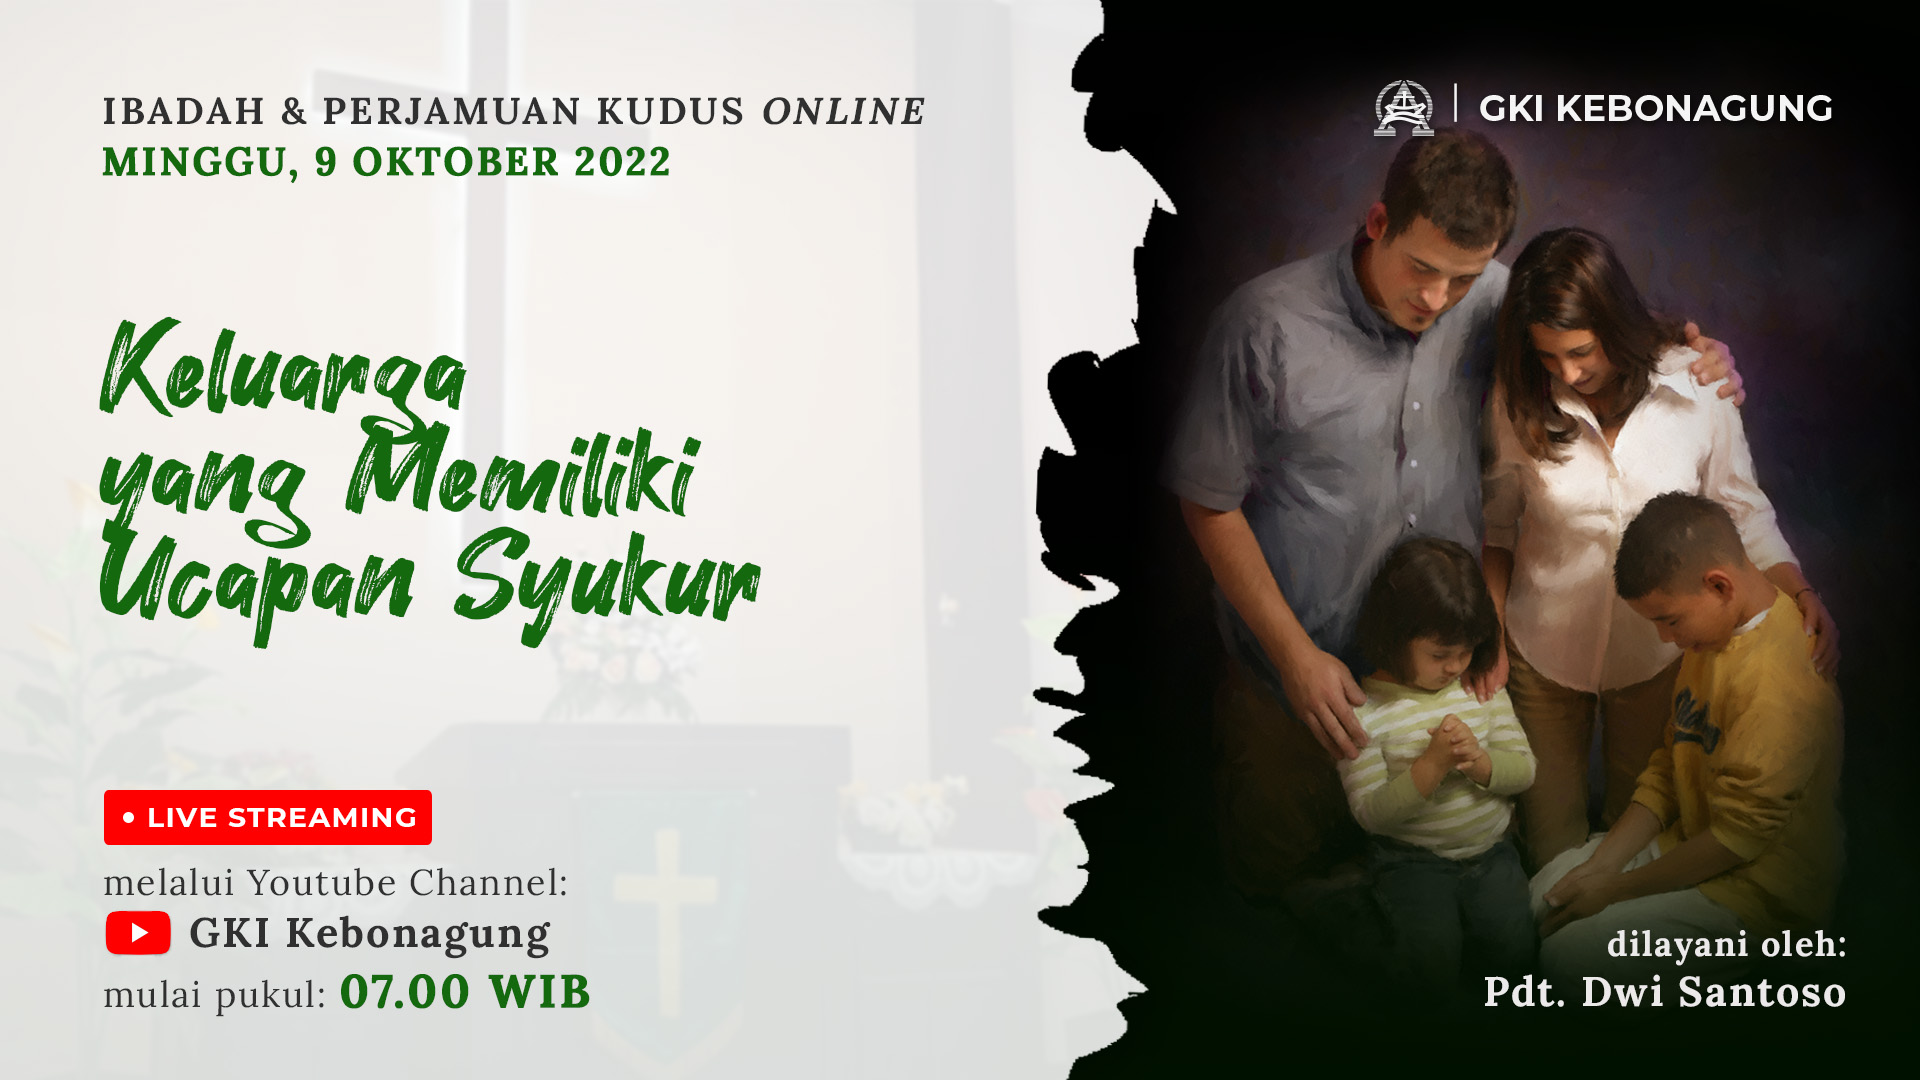 IBADAH & PERJAMUAN KUDUS ONLINE
MINGGU, 9 OKTOBER 2022
GKI KEBONAGUNG
Keluarga
yang Memiliki
Ucapan Syukur
• LIVE STREAMING
melalui Youtube Channel:
GKI Kebonagung
mulai pukul: 07.00 WIB
dilayani oleh:
Pdt. Dwi Santoso